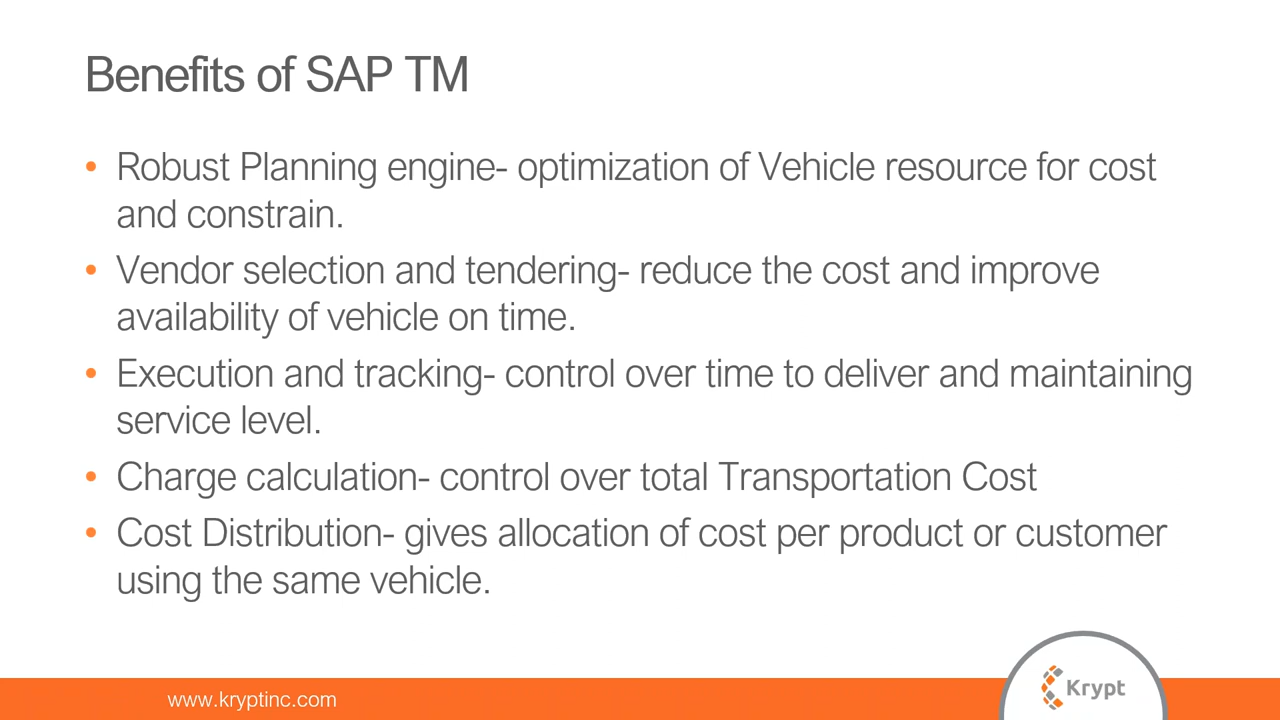 Benefits of SAP TM
• Robust Planning engine- optimization of Vehicle resource for cost
and constrain.
• Vendor selection and tendering- reduce the cost and improve
availability of vehicle on time.
• Execution and tracking- control over time to deliver and maintaining
service level.
• Charge calculation- control over total Transportation Cost
• Cost Distribution- gives allocation of cost per product or customer
using the same vehicle.
www.kryptinc.com
Krypt